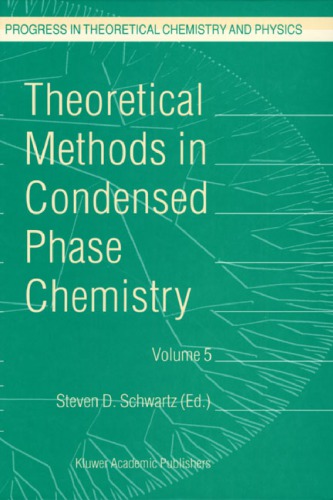 PROGRESS IN THEORETICAL CHEMISTRY AND PHYSICS
Theoretical
Methods in
Condensed
Phase
Chemistry
Volume 5
Steven D. Schwartz (Ed.)
Kluwer Academic Publishers